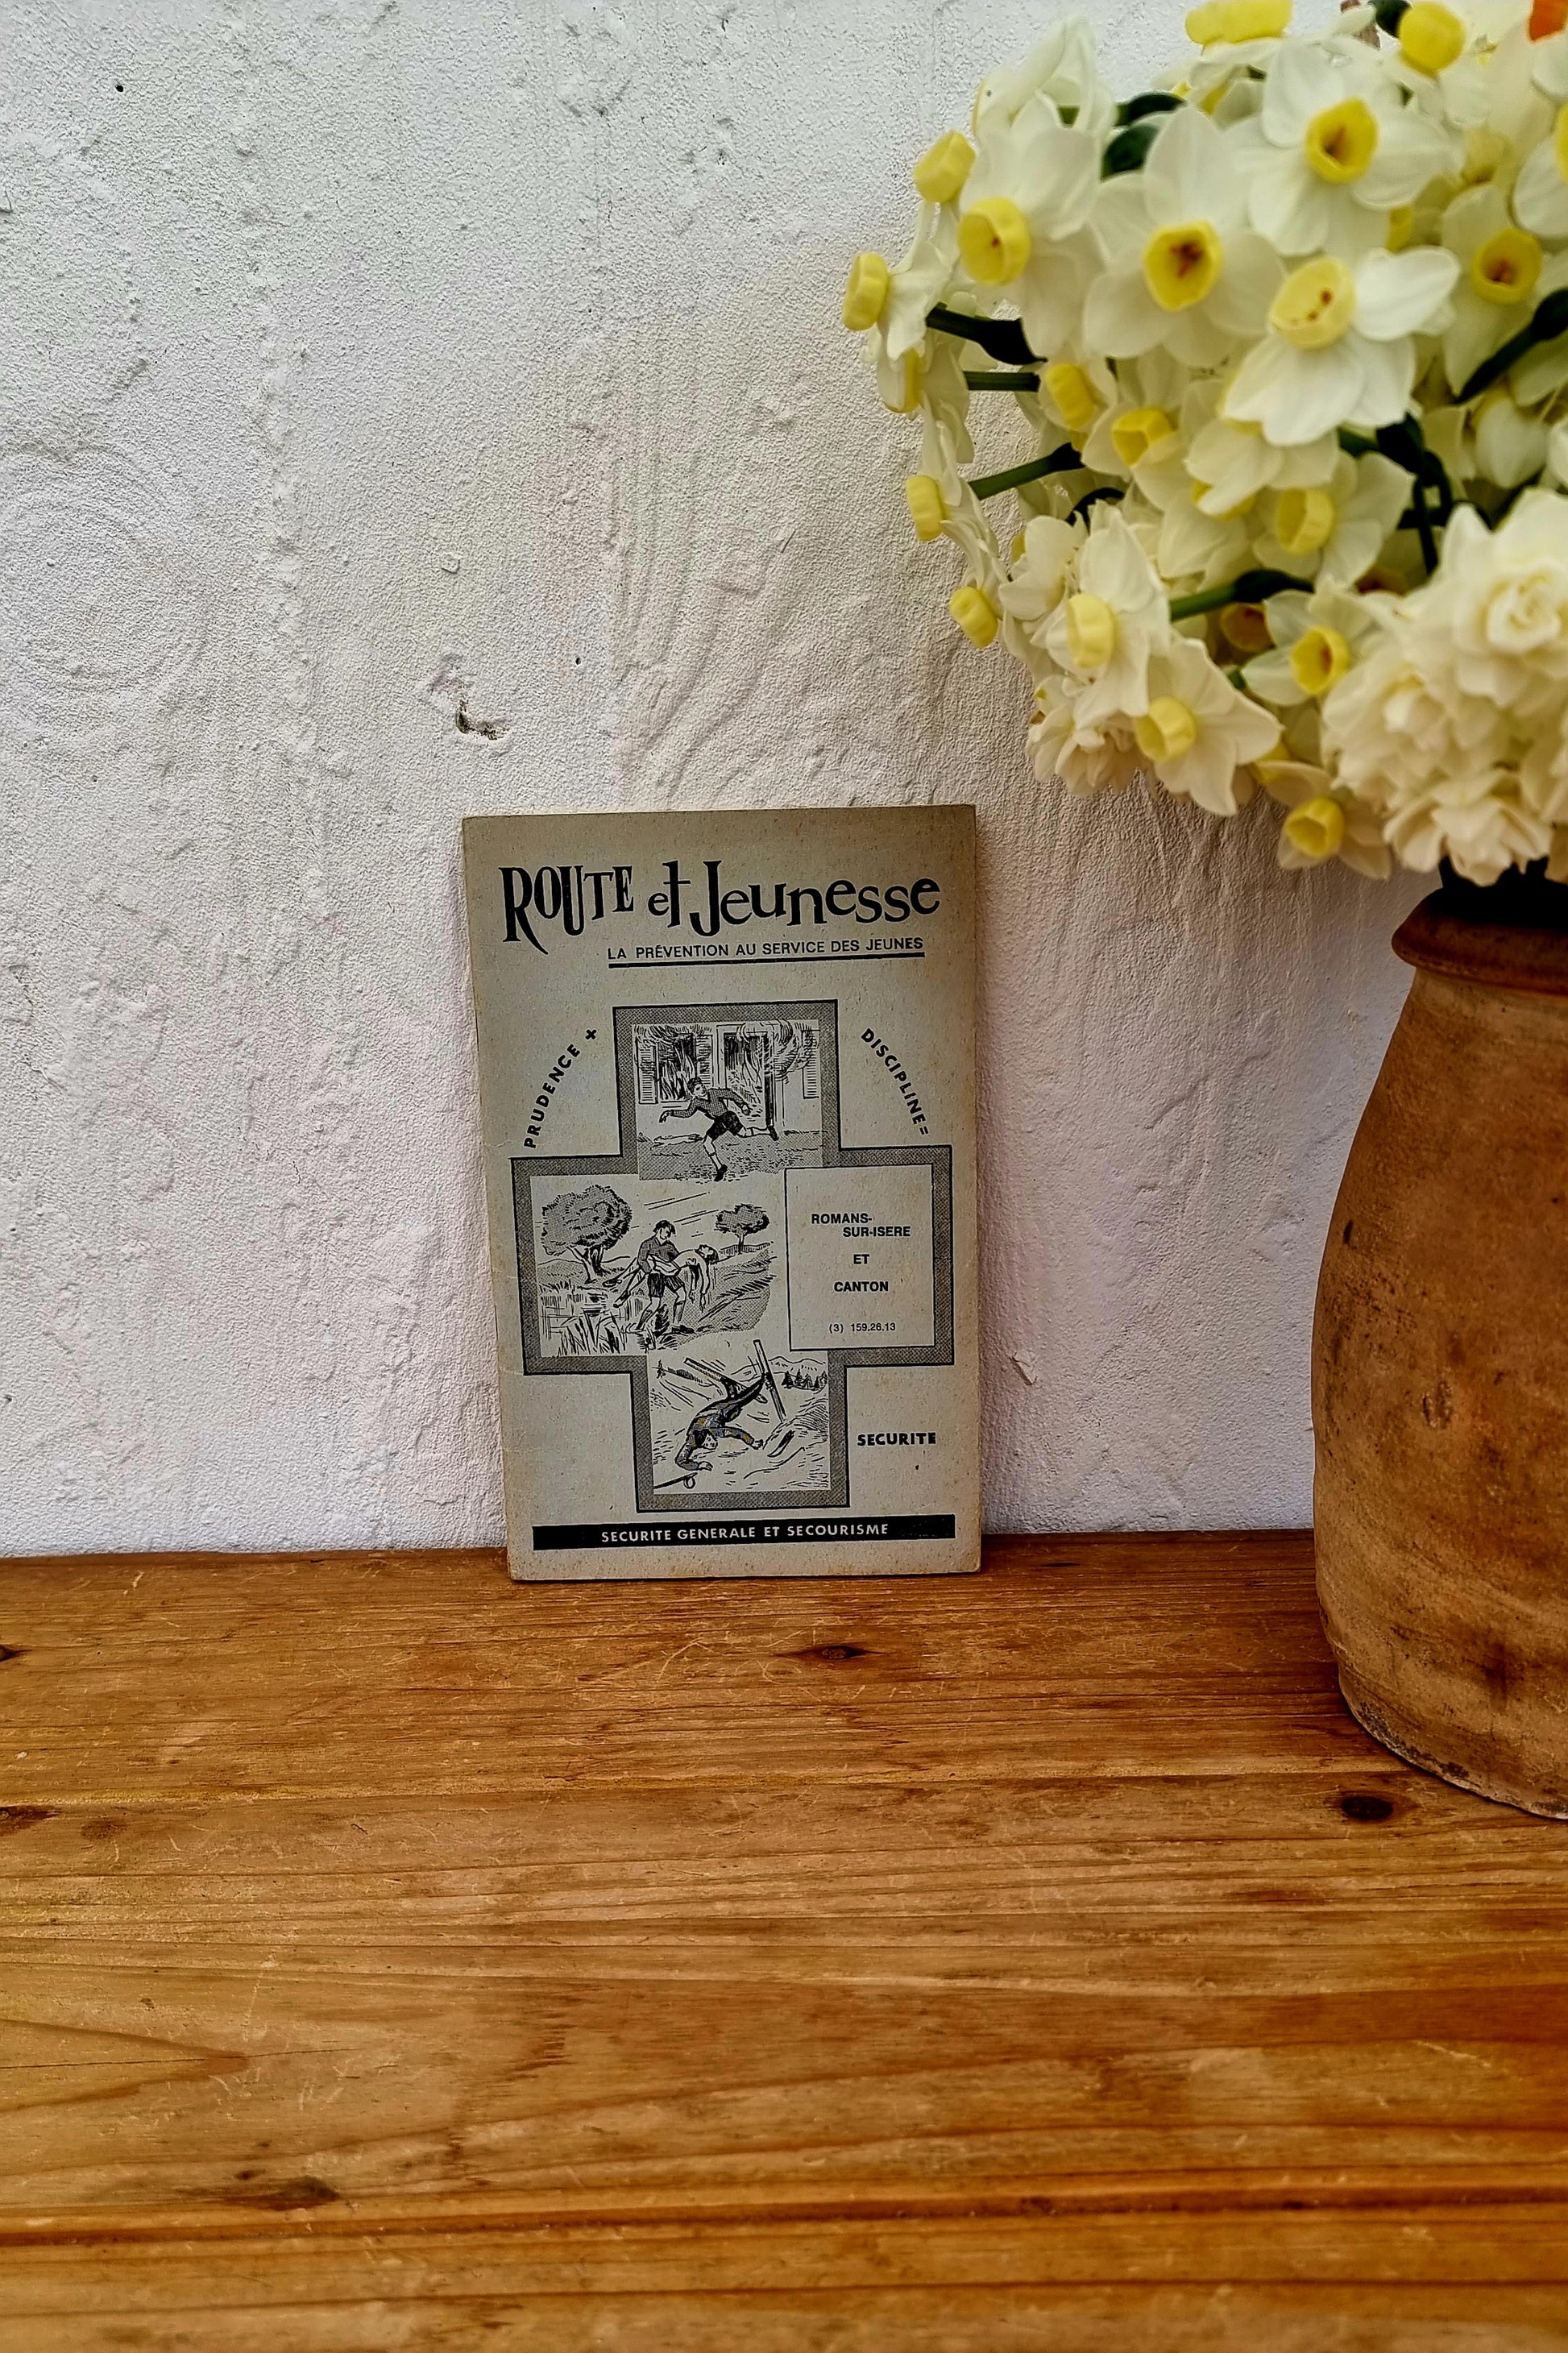 ROUTE et Jeunesse
LA PRÉVENTION AU SERVICE DES JEUNES
PRUDENCE +
DISCIPLINE=
ROMANS-
SUR-ISERE
ET
CANTON
(3) 159.26.13
SECURITE
SECURITE GENERALE ET SECOURISME